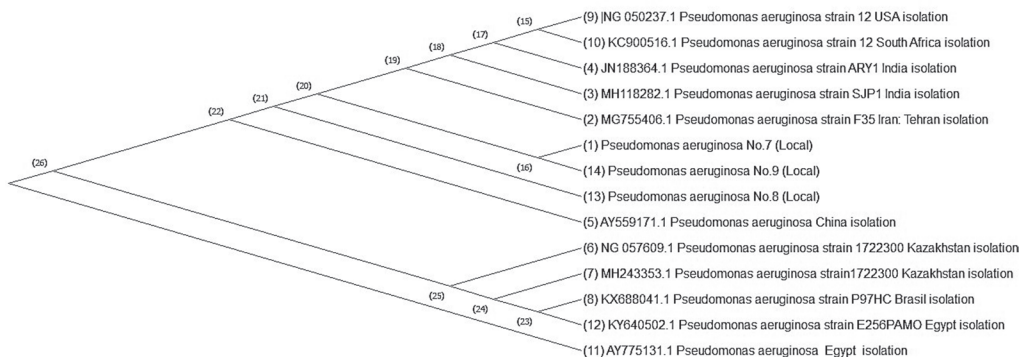 (15)
(9) |NG 050237.1 Pseudomonas aeruginosa strain 12 USA isolation
(10) KC900516.1 Pseudomonas aeruginosa strain 12 South Africa isolation
(17)
(4) JN188364.1 Pseudomonas aeruginosa strain ARY1 India isolation
(18)
(3) MH118282.1 Pseudomonas aeruginosa strain SJP1 India isolation
(19)
(2) MG755406.1 Pseudomonas aeruginosa strain F35 Iran: Tehran isolation
(20)
(21)
(22)
(1) Pseudomonas aeruginosa No.7 (Local)
(26)
(16)
(14) Pseudomonas aeruginosa No.9 (Local)
(13) Pseudomonas aeruginosa No.8 (Local)
(5) AY559171.1 Pseudomonas aeruginosa China isolation
(6) NG 057609.1 Pseudomonas aeruginosa strain 1722300 Kazakhstan isolation
(7) MH243353.1 Pseudomonas aeruginosa strain1722300 Kazakhstan isolation
(25)
(8) KX688041.1 Pseudomonas aeruginosa strain P97HC Brasil isolation
(24)
(23)
(12) KY640502.1 Pseudomonas aeruginosa strain E256PAMO Egypt isolation
(11) AY775131.1 Pseudomonas aeruginosa Egypt isolation